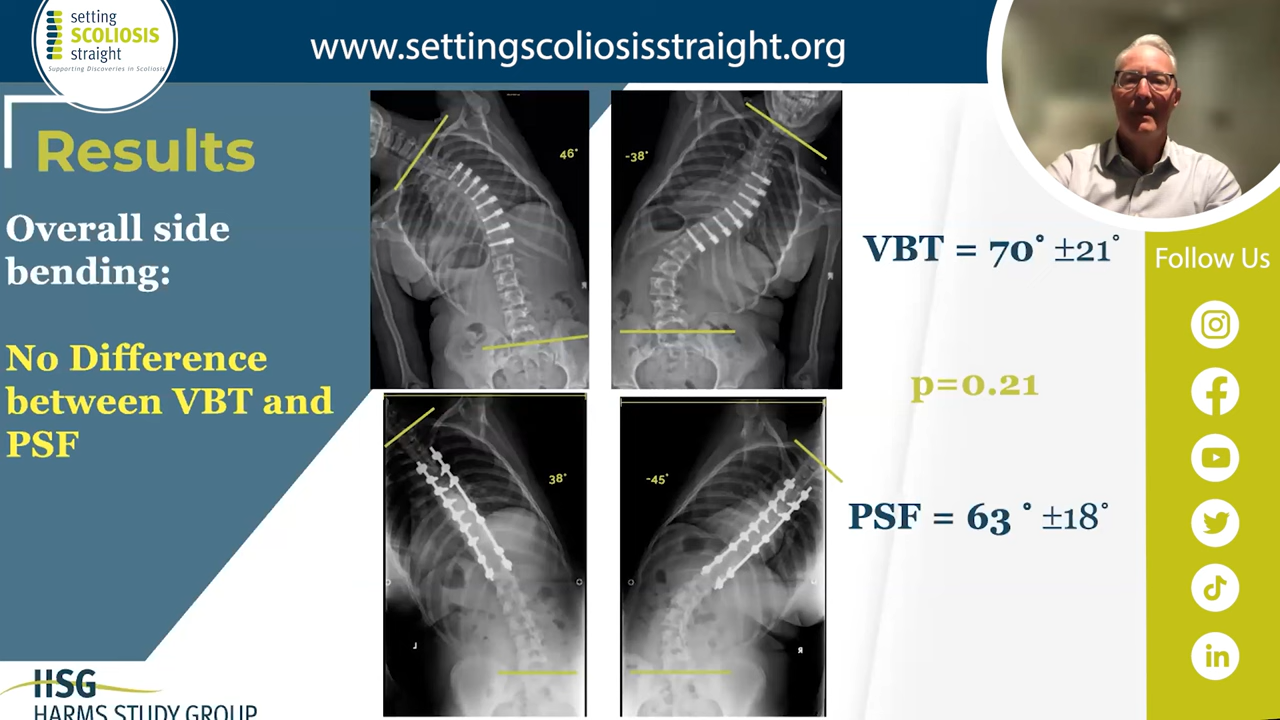 setting
SCOLIOSIS
straight
Supporting Discoveries in Scoliosis
www.settingscoliosisstraight.org
Results
Overall side
bending:
No Difference
between VBT and
PSF
46°
-38°
R
R
38°
-45°
L
R
VBT = 70° ±21°
p=0.21
PSF = 63 ° ±18°
Follow Us
HSG
HARMS STUDY GROUP